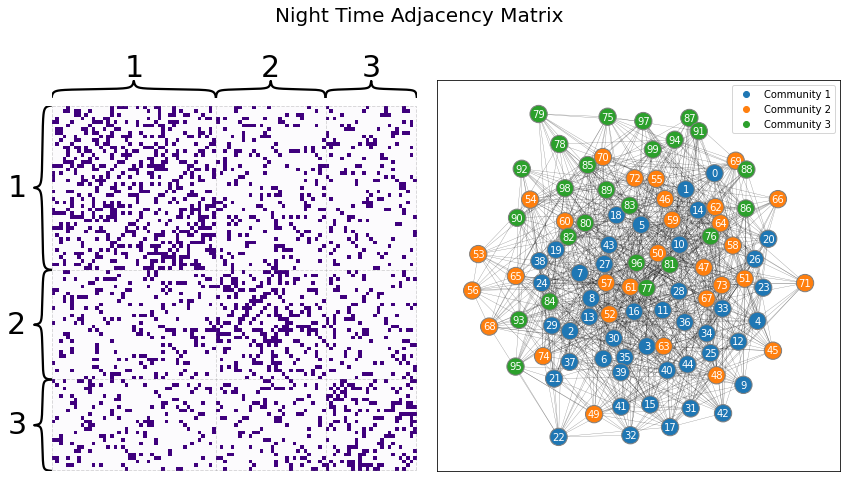 Night Time Adjacency Matrix
1 2 3
1
2
3
Community 1
Community 2
Community 3
79 75 97 87
91
94
78 99
70
85 69
92 0 88
72 55
98 89 1
54 46 66
83 62 86
90 18 14
60 80 5 59 64
82 76 20
43 10 58
19 50
53 38 27 96 81 47 26
65 7
24 57 61 77 28 73 51 23 71
56 84 8 67
93 13 52 16 11 33
68 29 2 36 4
30 34
74 3 63 12
6 35 25 45
95 37 39 40 44
21 48
9
41 15 31
49 42
17
22 32